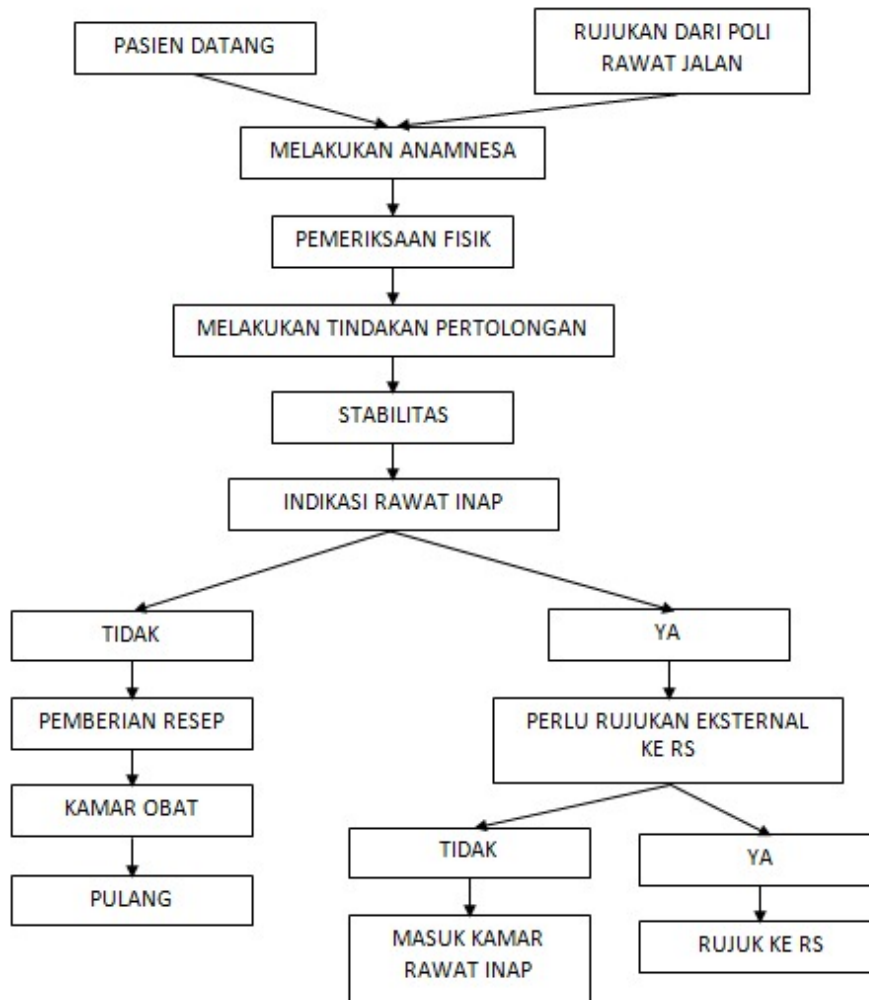 PASIEN DATANG
RUJUKAN DARI POLI
RAWAT JALAN
MELAKUKAN ANAMNESA
PEMERIKSAAN FISIK
MELAKUKAN TINDAKAN PERTOLONGAN
STABILITAS
INDIKASI RAWAT INAP
TIDAK
YA
PEMBERIAN RESEP
PERLU RUJUKAN EKSTERNAL
KE RS
KAMAR OBAT
TIDAK
YA
PULANG
MASUK KAMAR
RAWAT INAP
RUJUK KE RS